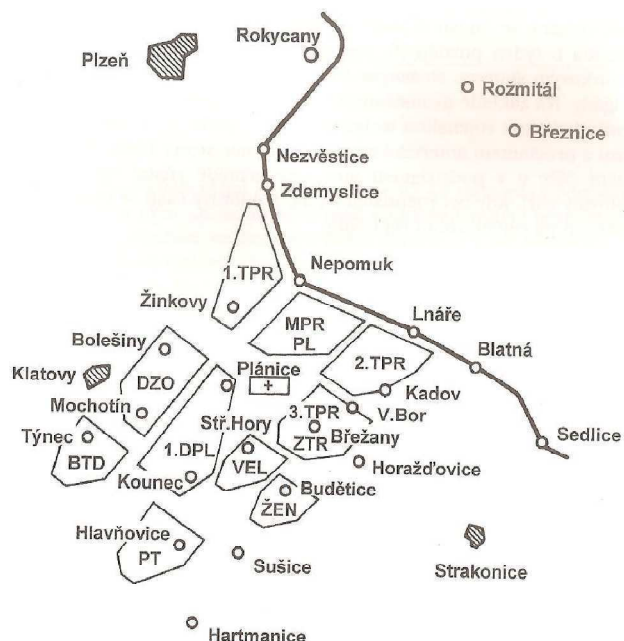 Rokycany
Plzeň
Rožmitál
Březnice
Nezvěstice
Zdemyslice
1.TPR
Nepomuk
Žinkovy
MPR
PL
Lnáře
Bolešiny
2.TPR
Blatná
Klatovy
DZO
Plánice
Kadov
Mochotín
3.TPR
V.Bor
Týnec
Stř.Hory
Břežany
Sedlice
1.DPL
ZTR
BTD
VEL
Horažďovice
Kounec
Budětice
ŽEN
Hlavňovice
PT
Sušice
Strakonice
Hartmanice